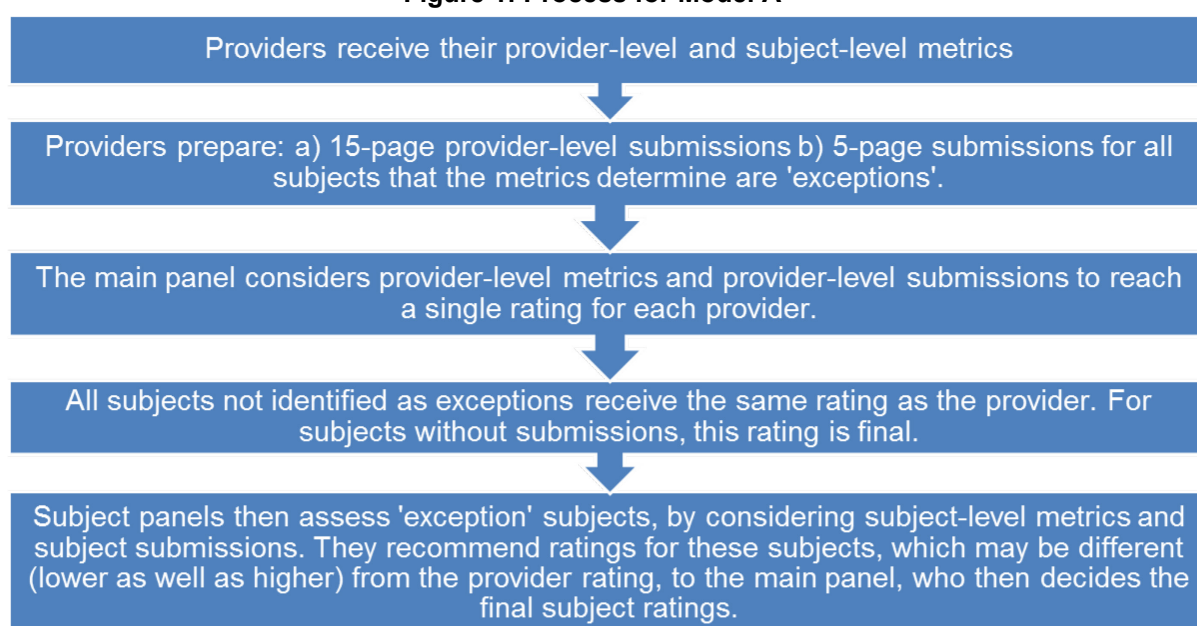 Figure 1: Process for Model A
Providers receive their provider-level and subject-level metrics
Providers prepare: a) 15-page provider-level submissions b) 5-page submissions for all
subjects that the metrics determine are 'exceptions'.
The main panel considers provider-level metrics and provider-level submissions to reach
a single rating for each provider.
All subjects not identified as exceptions receive the same rating as the provider. For
subjects without submissions, this rating is final.
Subject panels then assess 'exception' subjects, by considering subject-level metrics and
subject submissions. They recommend ratings for these subjects, which may be different
(lower as well as higher) from the provider rating, to the main panel, who then decides the
final subject ratings.